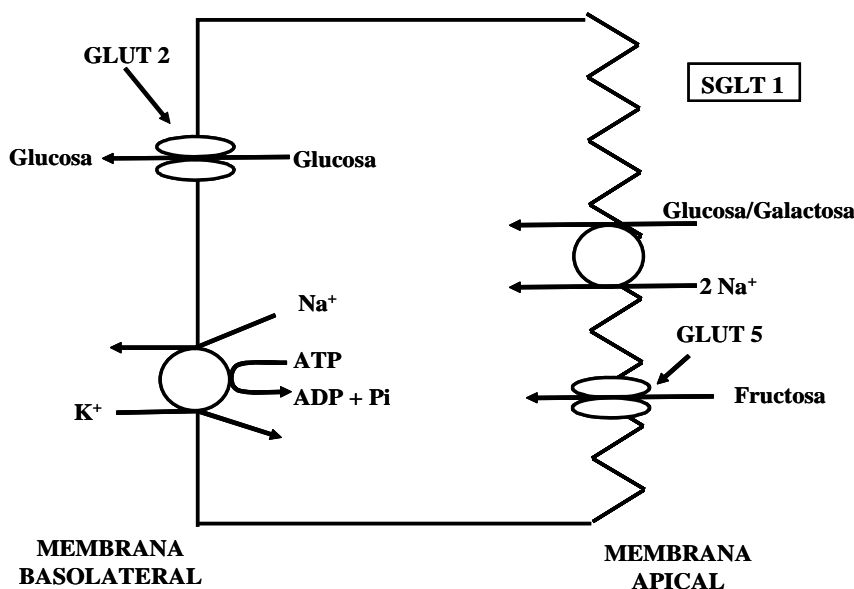 GLUT 2
SGLT 1
Glucosa
Glucosa
Glucosa/Galactosa
2 Na⁺
Na⁺
GLUT 5
ATP
ADP + Pi
K⁺
Fructosa
MEMBRANA
BASOLATERAL
MEMBRANA
APICAL